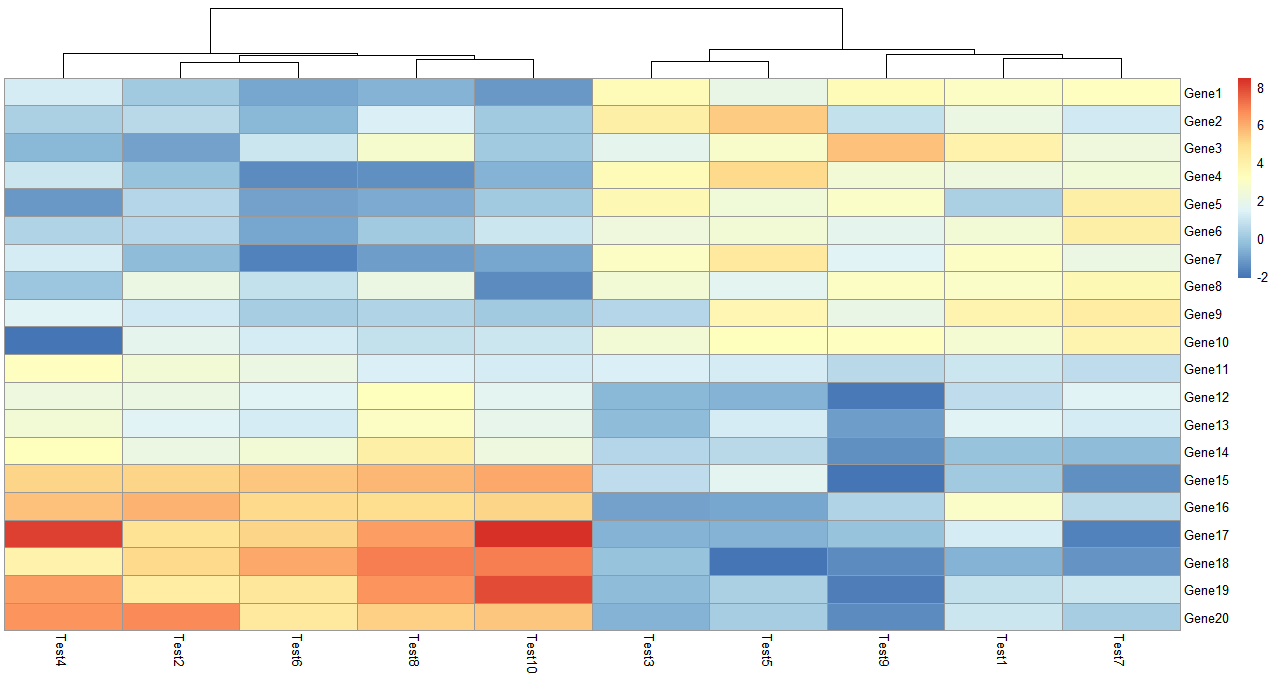 Gene1
Gene2
Gene3
Gene4
Gene5
Gene6
Gene7
Gene8
Gene9
Gene10
Gene11
Gene12
Gene13
Gene14
Gene15
Gene16
Gene17
Gene18
Gene19
Gene20
8
6
4
2
0
-2
Test4
Test2
Test6
Test8
Test10
Test3
Test5
Test9
Test1
Test7